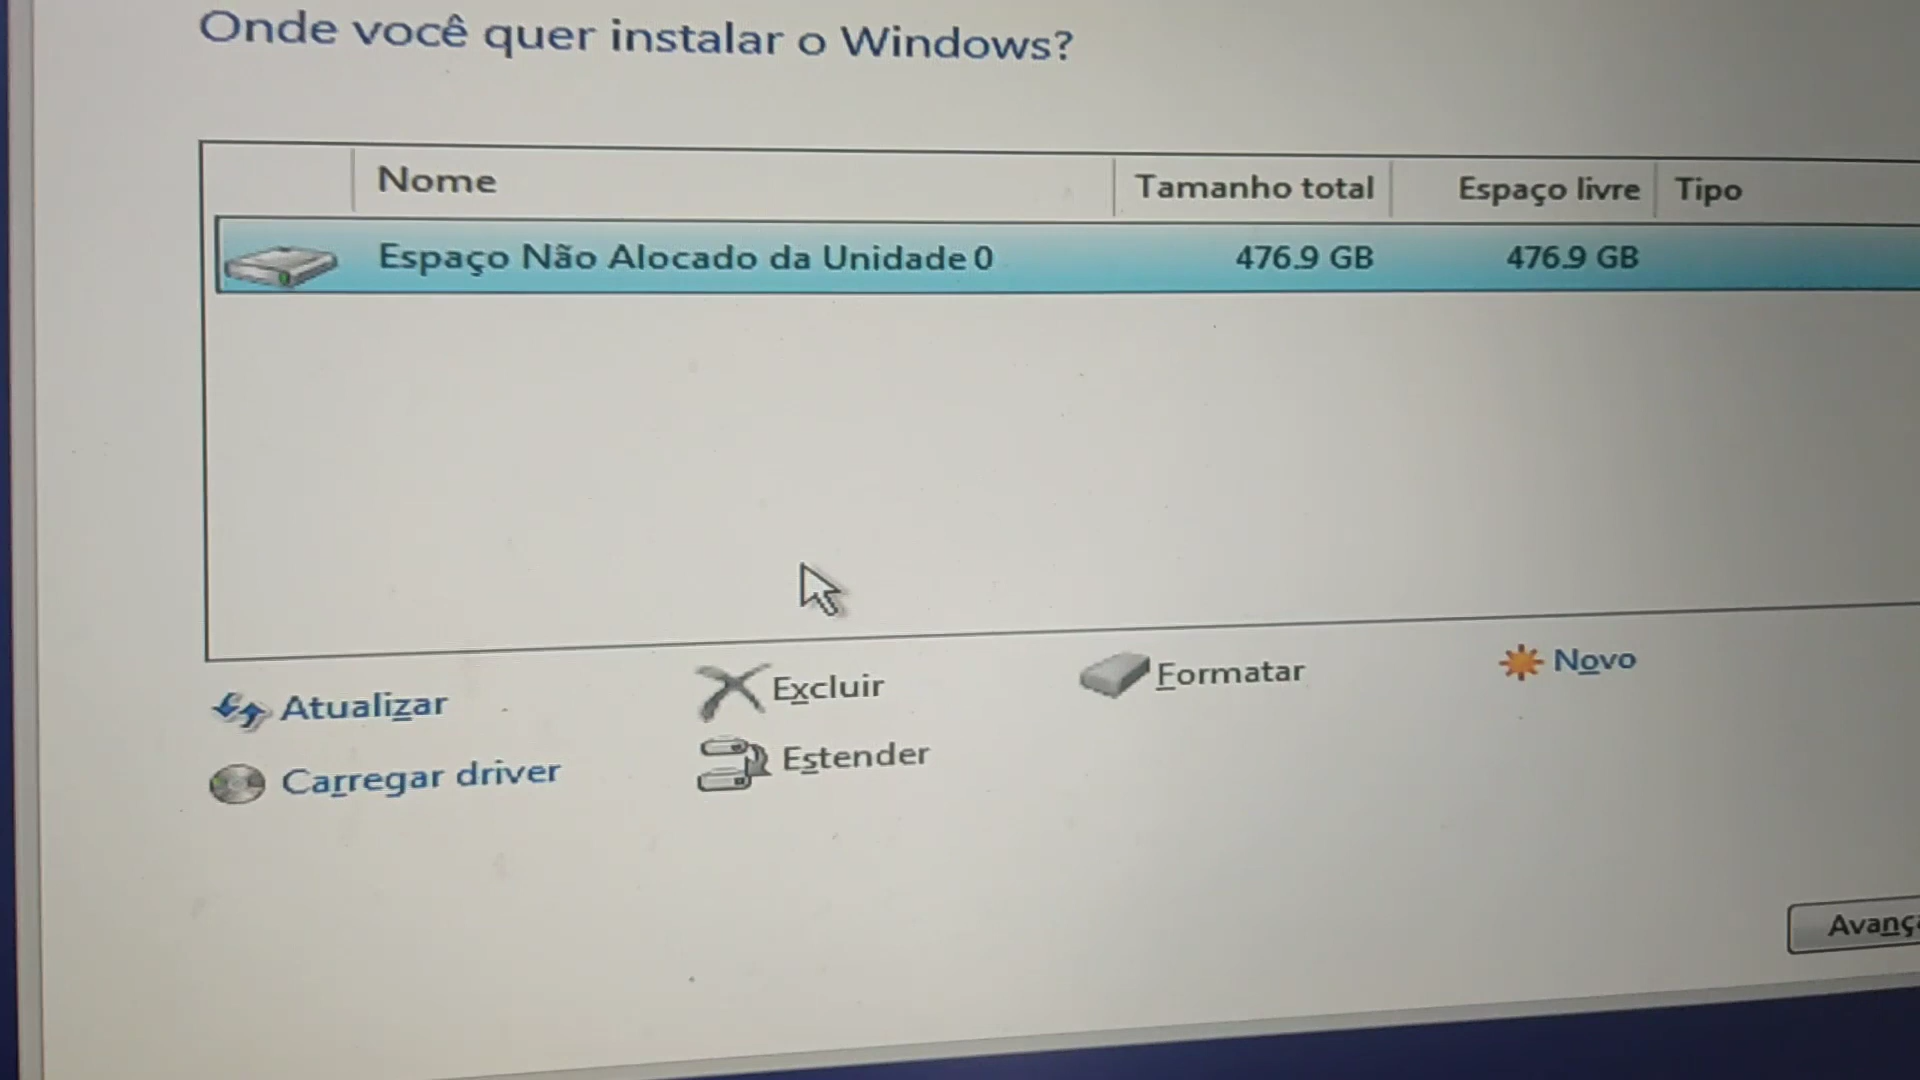 Onde você quer instalar o Windows?
Nome Tamanho total Espaço livre Tipo
Espaço Não Alocado da Unidade 0 476.9 GB 476.9 GB
Atualizar Excluir Formatar Novo
Carregar driver Estender